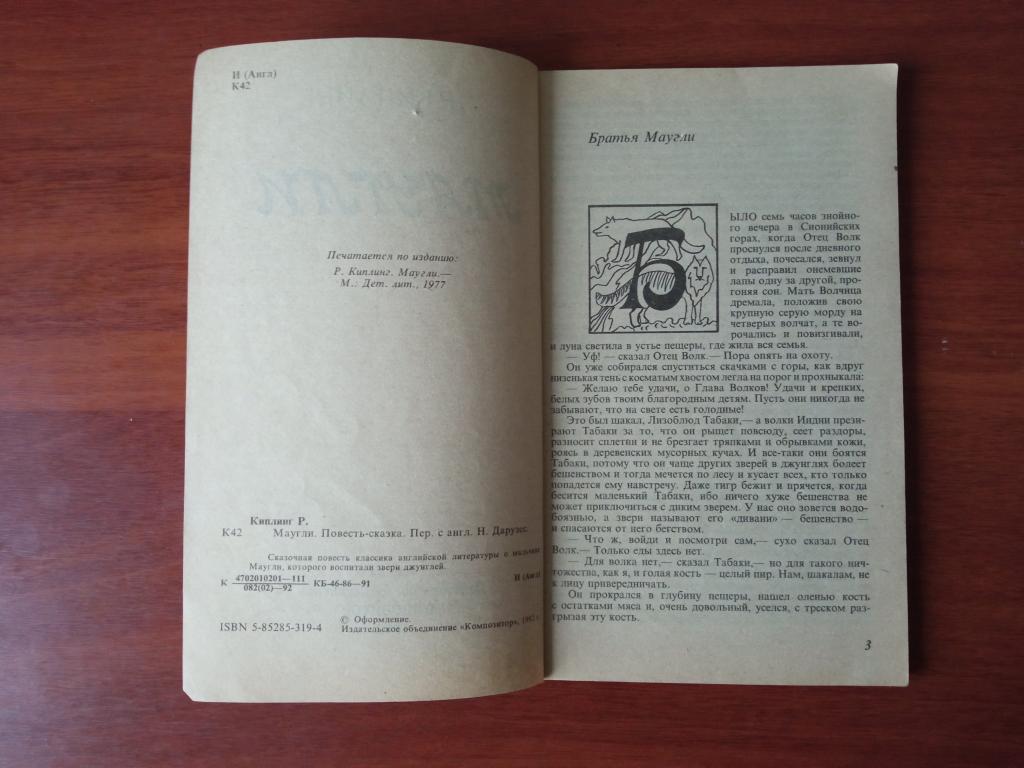 И (Англ)
К42
Печатается по изданию:
Р. Киплинг. Маугли.—
М.: Дет. лит., 1977
Киплинг Р.
К42 Маугли. Повесть-сказка. Пер. с англ. Н. Дарузес.
Сказочная повесть классика английской литературы о мальчике
Маугли, которого воспитали звери джунглей.
К 4702010201—111 КБ-46-86—91
082(02)—92
И (Англ)
© Оформление.
Издательское объединение «Композитор», 1992 г.
ISBN 5-85285-319-4
Братья Маугли
БЫЛО семь часов знойно-
го вечера в Сионийских
горах, когда Отец Волк
проснулся после дневного
отдыха, почесался, зевнул
и расправил онемевшие
лапы одну за другой, про-
гоняя сон. Мать Волчица
дремала, положив свою
крупную серую морду на
четверых волчат, а те во-
рочались и повизгивали,
и луна светила в устье пещеры, где жила вся семья.
— Уф! — сказал Отец Волк.— Пора опять на охоту.
Он уже собирался спуститься скачками с горы, как вдруг
низенькая тень с косматым хвостом легла на порог и прохныкала:
— Желаю тебе удачи, о Глава Волков! Удачи и крепких,
белых зубов твоим благородным детям. Пусть они никогда не
забывают, что на свете есть голодные!
Это был шакал, Лизоблюд Табаки,— а волки Индии прези-
рают Табаки за то, что он рыщет повсюду, сеет раздоры,
разносит сплетни и не брезгает тряпками и обрывками кожи,
роясь в деревенских мусорных кучах. И все-таки они боятся
Табаки, потому что он чаще других зверей в джунглях болеет
бешенством и тогда мечется по лесу и кусает всех, кто только
попадется ему навстречу. Даже тигр бежит и прячется, когда
бесится маленький Табаки, ибо ничего хуже бешенства не
может приключиться с диким зверем. У нас оно зовется водо-
боязнью, а звери называют его «дивани» — бешенство —
и спасаются от него бегством.
— Что ж, войди и посмотри сам,— сухо сказал Отец
Волк.— Только еды здесь нет.
— Для волка нет,— сказал Табаки,— но для такого нич-
тожества, как я, и голая кость — целый пир. Нам, шакалам, не
к лицу привередничать.
Он прокрался в глубину пещеры, нашел оленью кость
с остатками мяса и, очень довольный, уселся, с треском раз-
грызая эту кость.
3